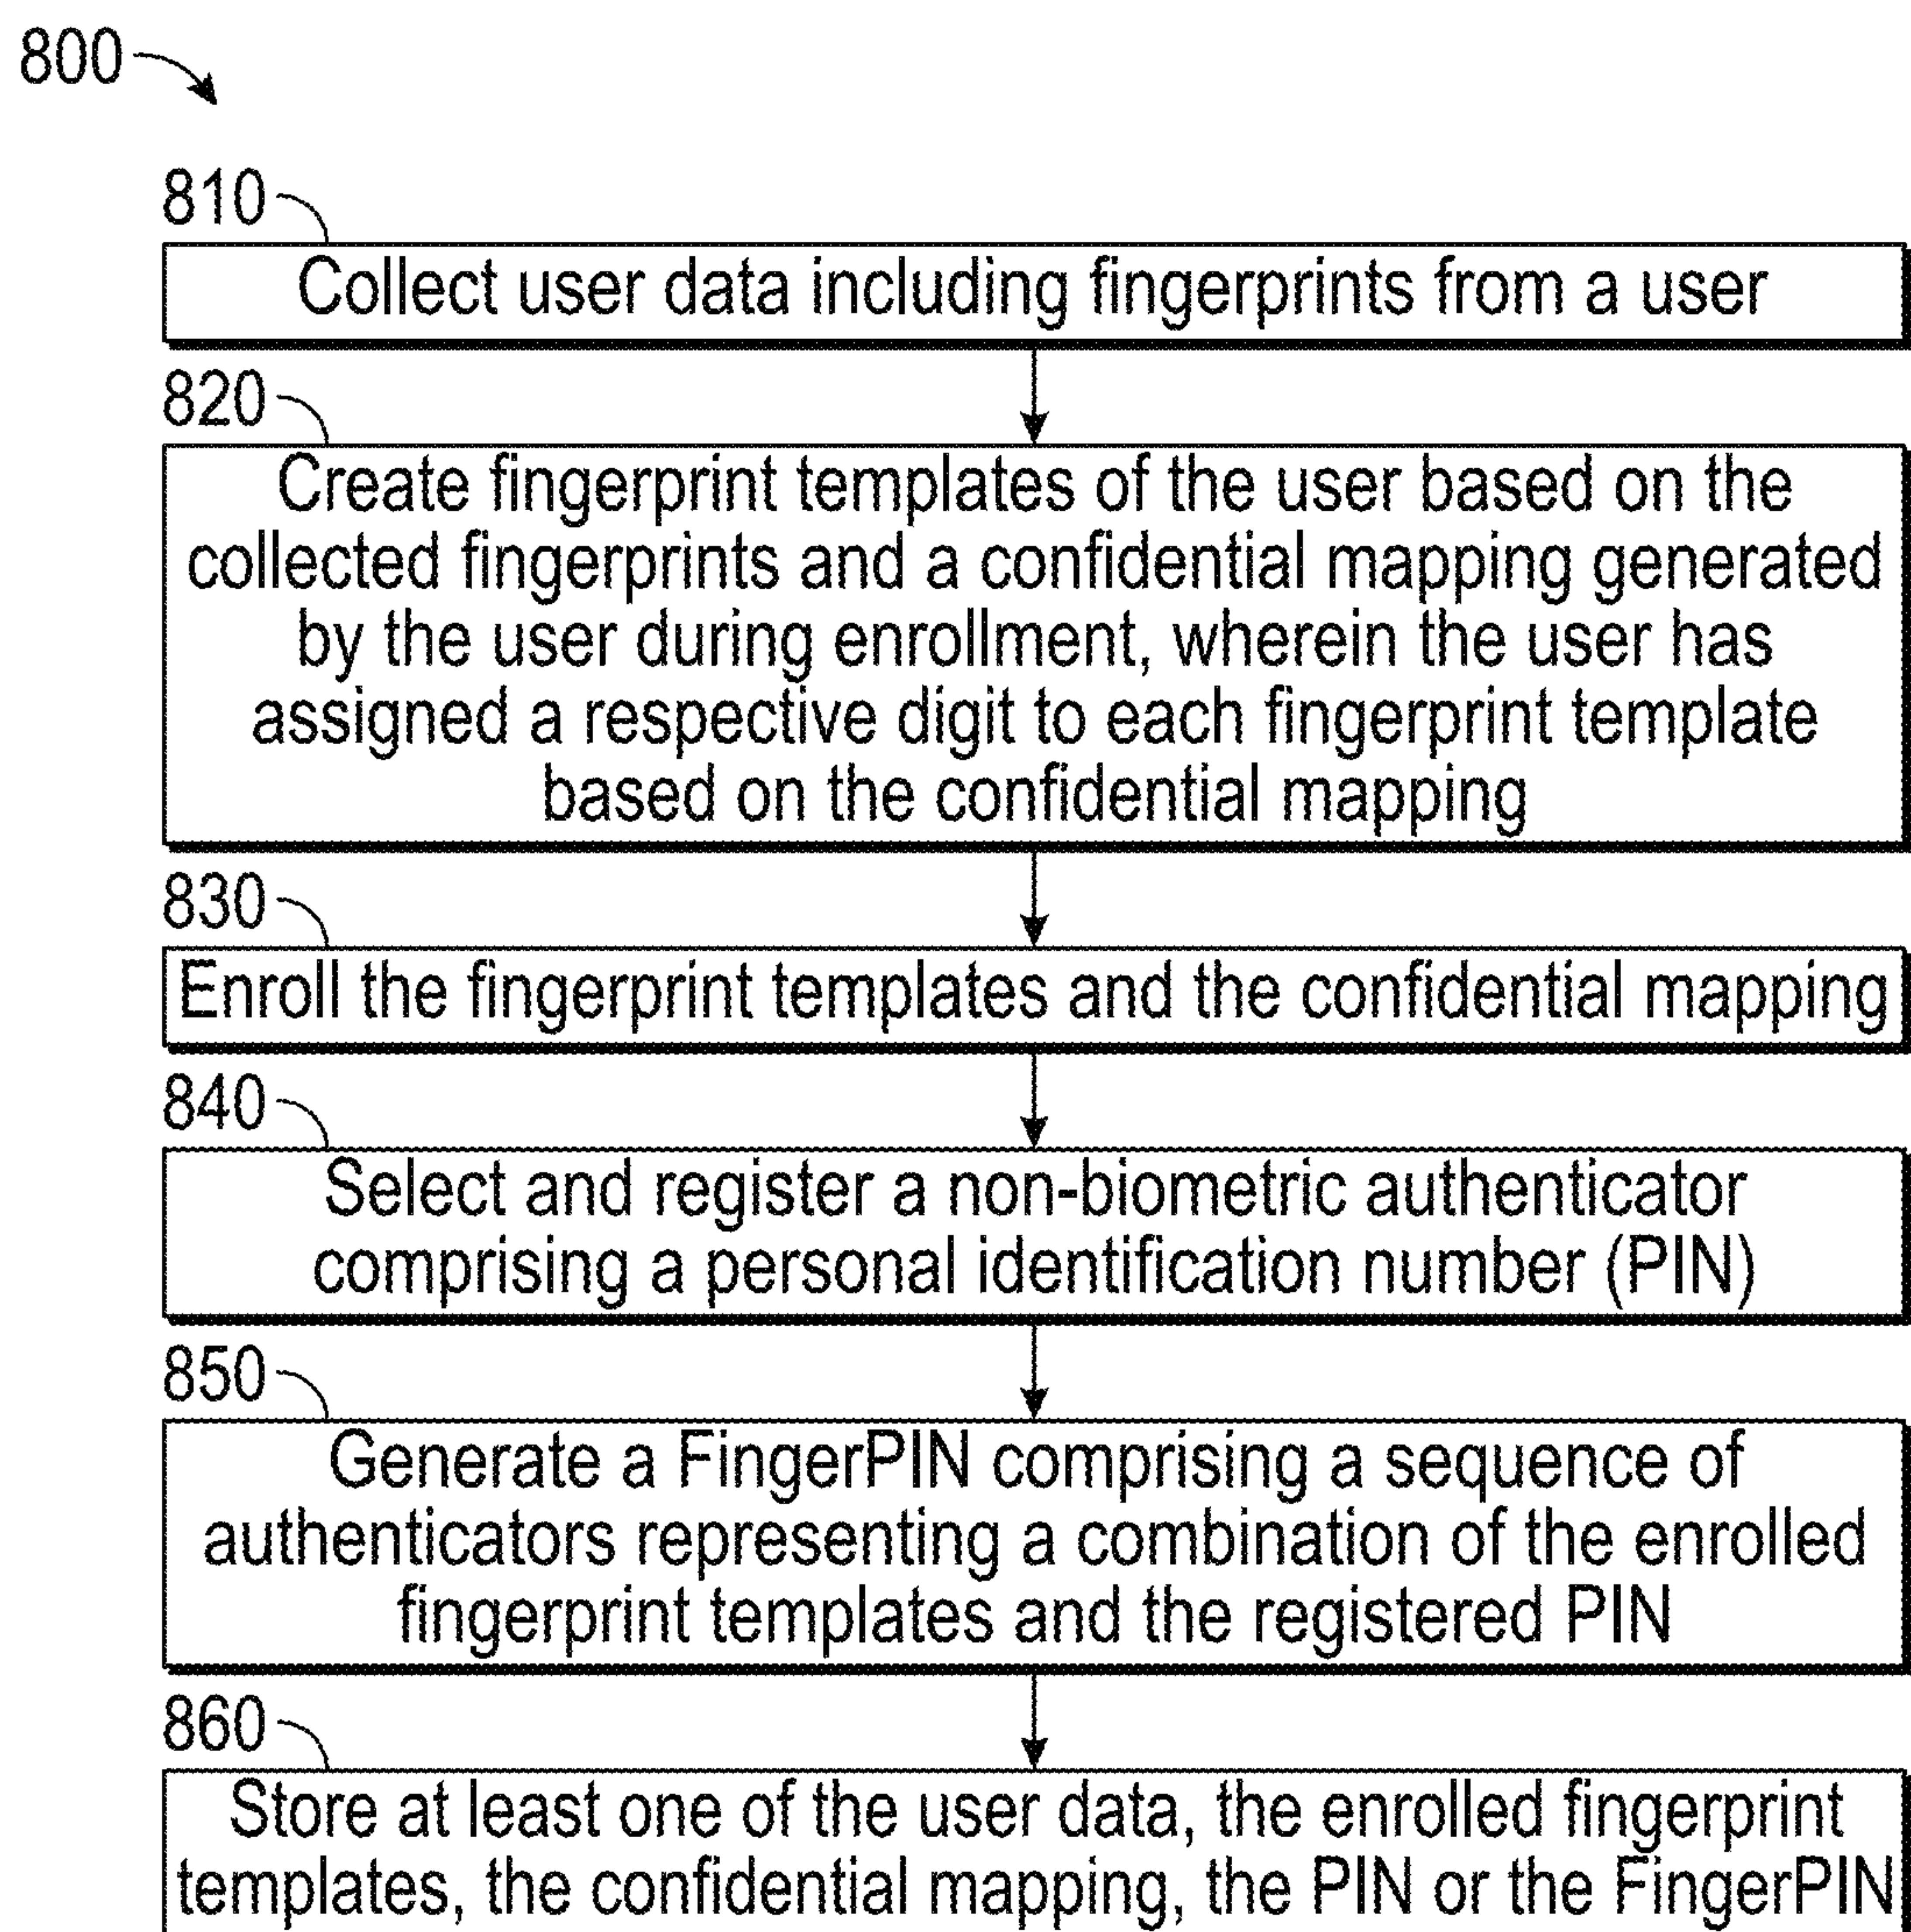 800
810
Collect user data including fingerprints from a user
820
Create fingerprint templates of the user based on the
collected fingerprints and a confidential mapping generated
by the user during enrollment, wherein the user has
assigned a respective digit to each fingerprint template
based on the confidential mapping
830
Enroll the fingerprint templates and the confidential mapping
840
Select and register a non-biometric authenticator
comprising a personal identification number (PIN)
850
Generate a FingerPIN comprising a sequence of
authenticators representing a combination of the enrolled
fingerprint templates and the registered PIN
860
Store at least one of the user data, the enrolled fingerprint
templates, the confidential mapping, the PIN or the FingerPIN